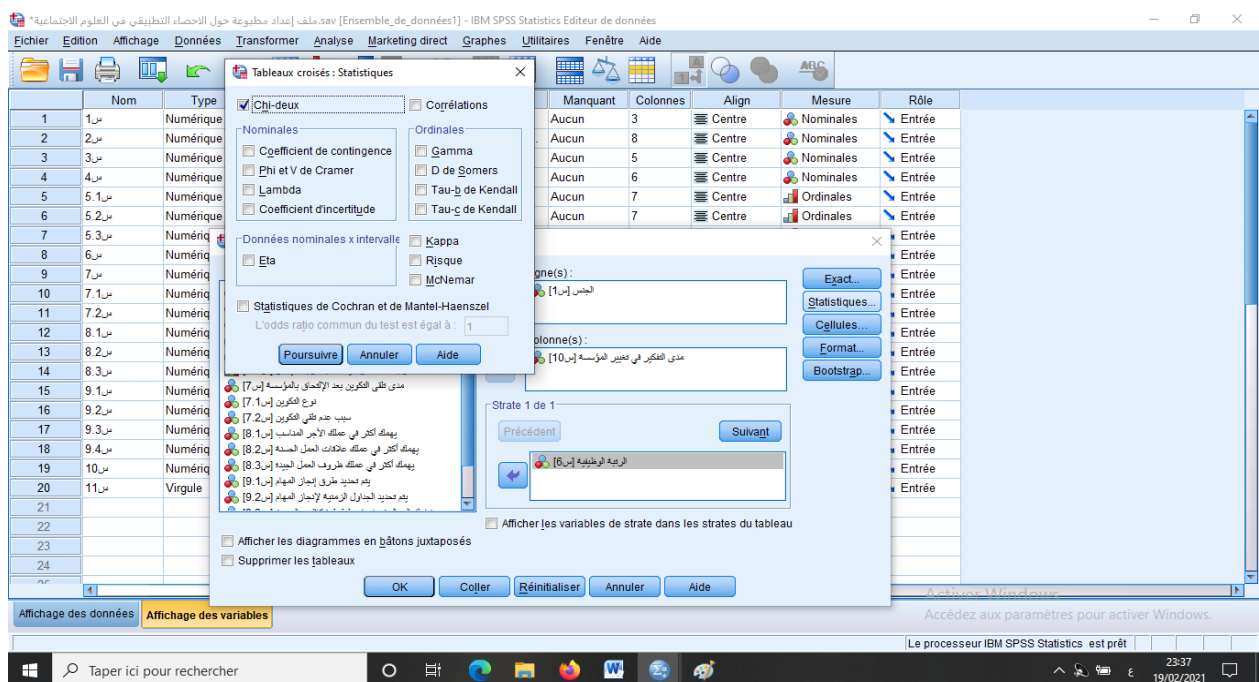 *ملف إعداد مطبوعة حول الاحصاء التطبيقي في العلوم الاجتماعية.sav [Ensemble_de_données1] - IBM SPSS Statistics Editeur de données
Fichier Edition Affichage Données Transformer Analyse Marketing direct Graphes Utilitaires Fenêtre Aide
Tableaux croisés : Statistiques
Chi-deux
Corrélations
Nominales
Coefficient de contingence
Phi et V de Cramer
Lambda
Coefficient d'incertitude
Ordinales
Gamma
D de Somers
Tau-b de Kendall
Tau-c de Kendall
Données nominales x intervalle
Eta
Kappa
Risque
McNemar
Statistiques de Cochran et de Mantel-Haenszel
L'odds ratio commun du test est égal à : 1
Poursuivre Annuler Aide
Nom Type Manquant Colonnes Align Mesure Rôle
1 س1 Numérique Aucun 3 Centre Nominales Entrée
2 س2 Numérique Aucun 8 Centre Nominales Entrée
3 س3 Numérique Aucun 5 Centre Nominales Entrée
4 س4 Numérique Aucun 6 Centre Nominales Entrée
5 س5.1 Numérique Aucun 7 Centre Ordinales Entrée
6 س5.2 Numérique Aucun 7 Centre Ordinales Entrée
7 س5.3 Numériq Entrée
8 س6 Numériq Entrée
9 س7 Numériq Entrée
10 س7.1 Numériq Entrée
11 س7.2 Numériq Entrée
12 س8.1 Numériq Entrée
13 س8.2 Numériq Entrée
14 س8.3 Numériq Entrée
15 س9.1 Numériq Entrée
16 س9.2 Numériq Entrée
17 س9.3 Numériq Entrée
18 س9.4 Numériq Entrée
19 س10 Numériq Entrée
20 س11 Virgule Entrée
21
22
23
24
gne(s) :
الجنس [س1]
olonne(s) :
مدى التفكير في تغيير المؤسسة [س10]
Exact...
Statistiques...
Cellules...
Format...
Bootstrap...
مدى تلقى التكوين بعد الإلتحاق بالمؤسسة [س7]
نوع التكوين [س7.1]
سبب عدم تلقي التكوين [س7.2]
يهمك أكثر في عملك الأجر المناسب [س8.1]
يهمك أكثر في عملك علاقات العمل الحسنة [س8.2]
يهمك أكثر في عملك ظروف العمل الجيدة [س8.3]
يتم تحديد طرق إنجاز المهام [س9.1]
يتم تحديد الجداول الزمنية لإنجاز المهام [س9.2]
Strate 1 de 1
Précédent Suivant
الرتبة الوظيفية [س6]
Afficher les variables de strate dans les strates du tableau
Afficher les diagrammes en bâtons juxtaposés
Supprimer les tableaux
OK Coller Réinitialiser Annuler Aide
Activer Windows
Accédez aux paramètres pour activer Windows.
Affichage des données Affichage des variables
Le processeur IBM SPSS Statistics est prêt
Taper ici pour rechercher
ع
23:37
19/02/2021